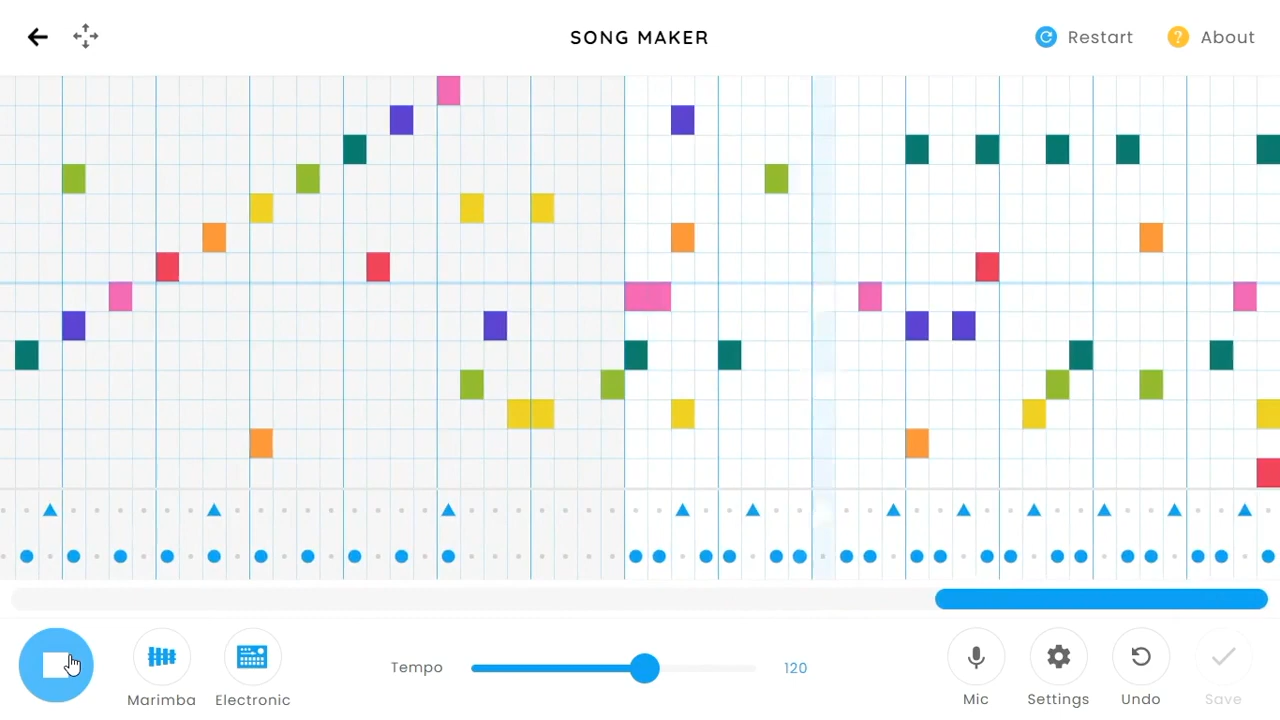 SONG MAKER
Restart
? About
Tempo
120
Marimba
Electronic
Mic
Settings
Undo
Save